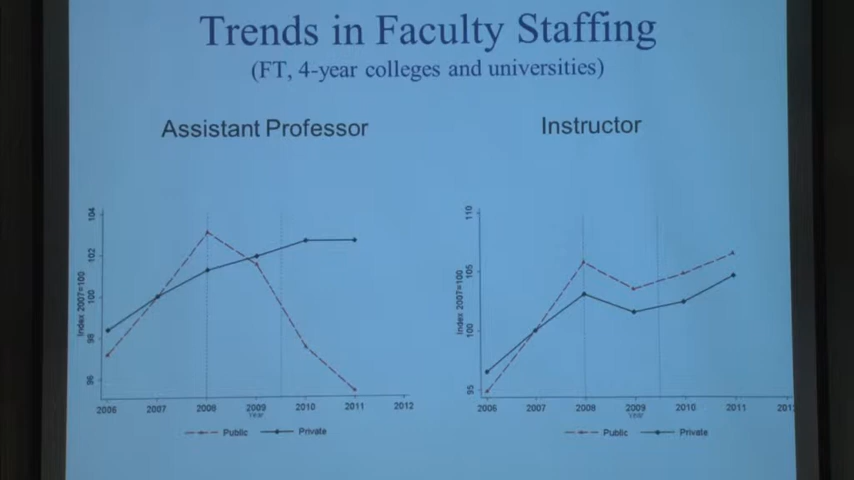 Trends in Faculty Staffing
(FT, 4-year colleges and universities)
Assistant Professor
Instructor
Index 2007=100
104
102
100
98
96
2006 2007 2008 2009 2010 2011 2012
Year
Public Private
Index 2007=100
110
105
100
95
2006 2007 2008 2009 2010 2011
Year
Public Private